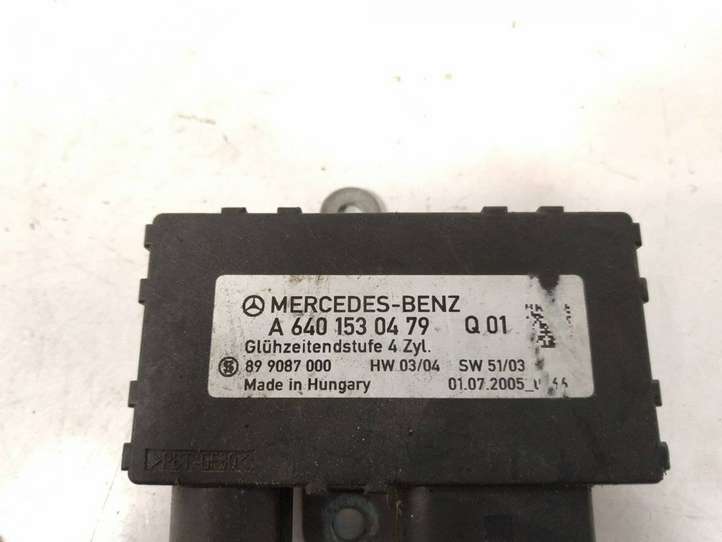 MERCEDES-BENZ
A 640 153 04 79 Q 01
Glühzeitendstufe 4 Zyl.
89 9087 000 HW 03/04 SW 51/03
Made in Hungary 01.07.2005